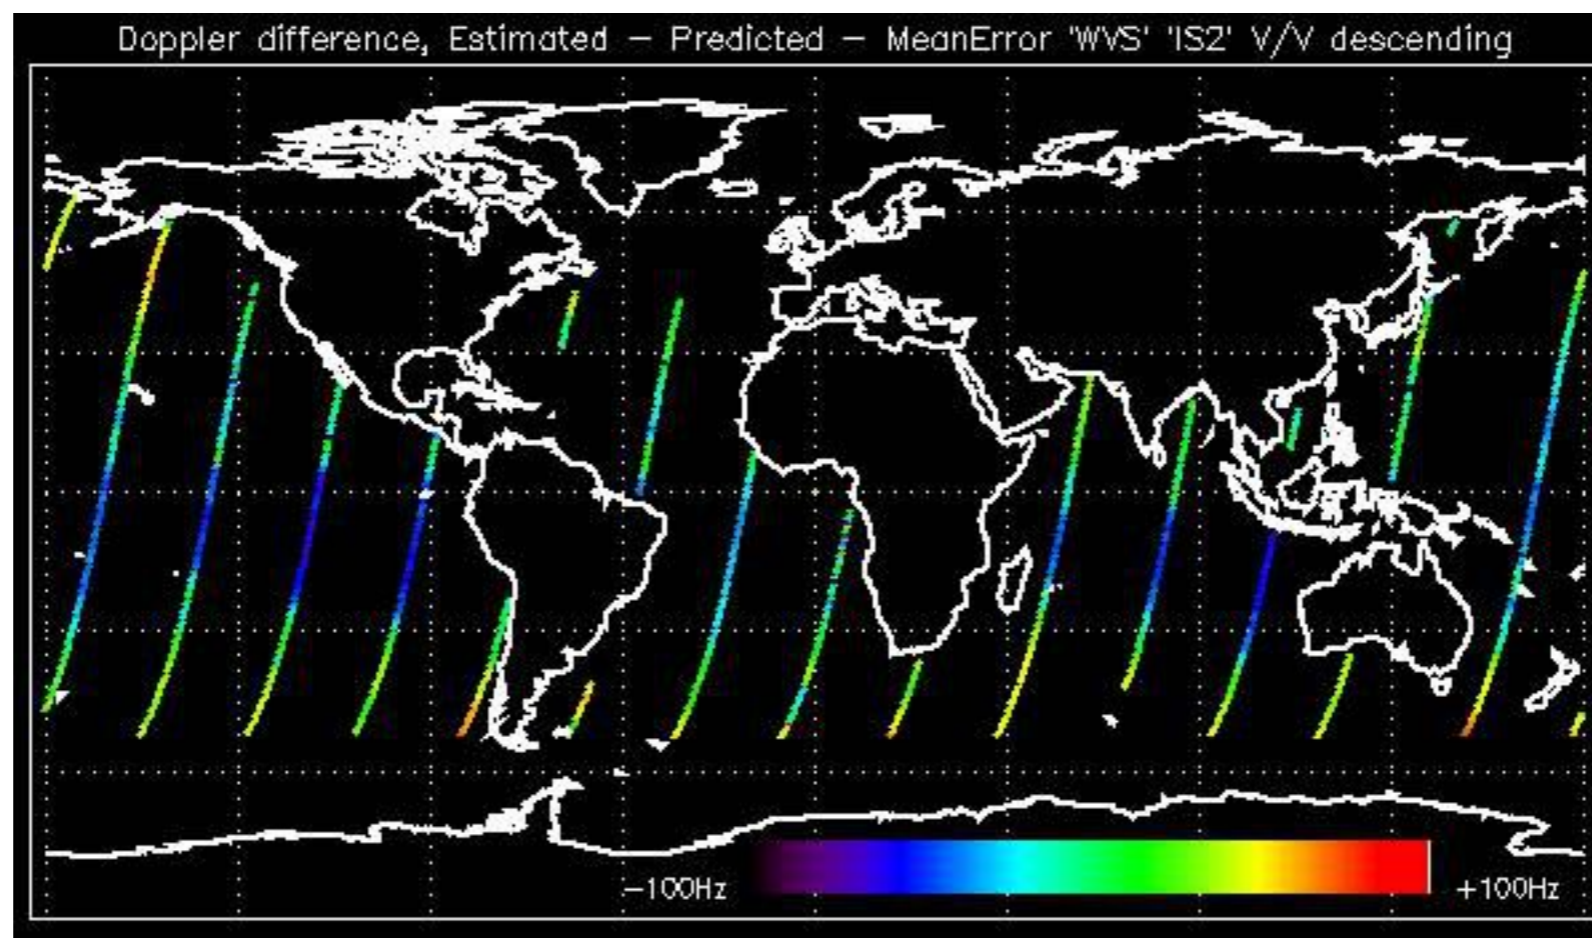 Doppler difference, Estimated – Predicted – MeanError 'WVS' 'IS2' V/V descending
–100Hz
+100Hz